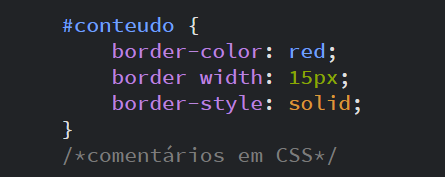 #conteudo {
border-color: red;
border width: 15px;
border-style: solid;
}
/*comentários em CSS*/